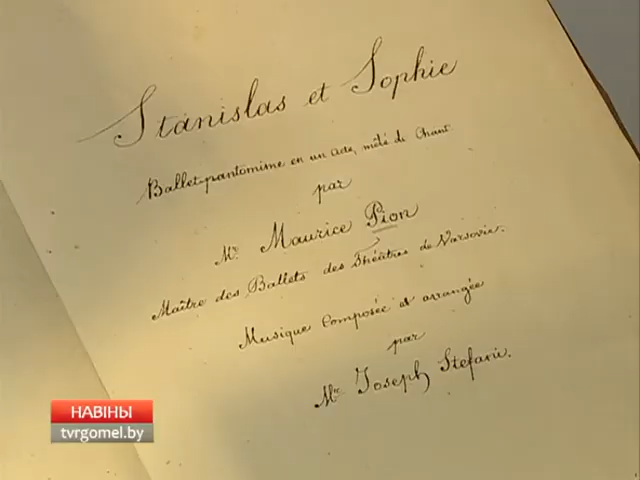 Stanislas et Sophie
Ballet-pantomime en un acte, mêlé de Chant
par
Mr. Maurice Pion
Maître des Ballets des Théâtres de Varsovie.
Musique composée et arrangée
par
Mr. Joseph Stefani.
НАВІНЫ
tvrgomel.by